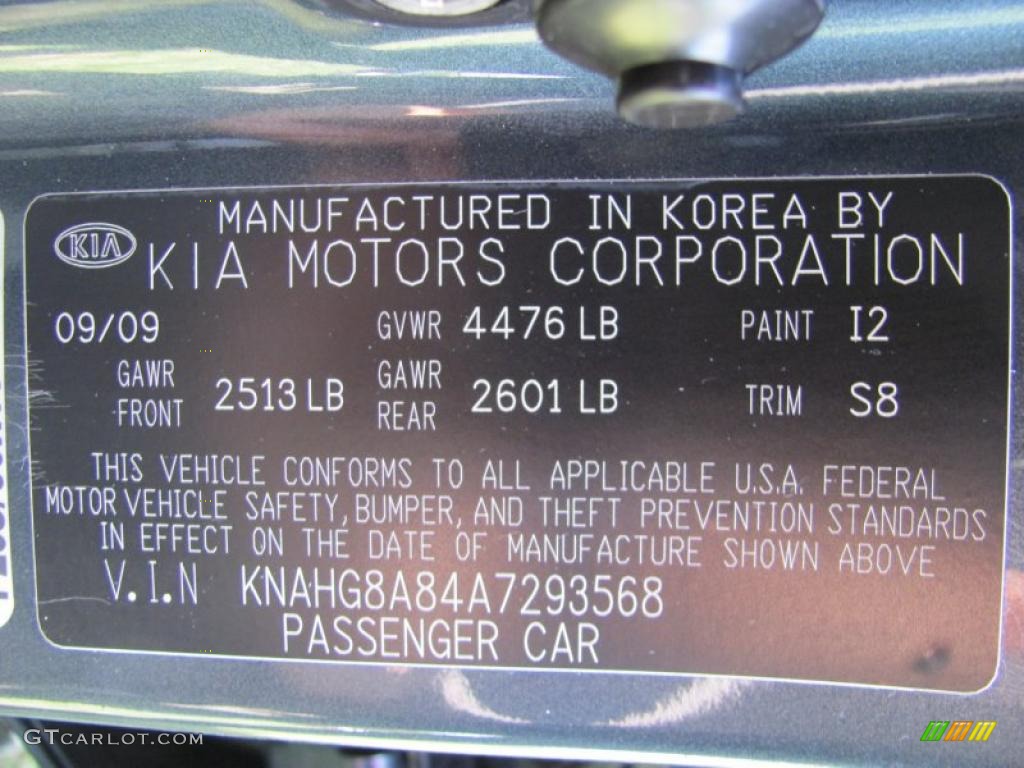 MANUFACTURED IN KOREA BY
KIA KIA MOTORS CORPORATION
09/09 GVWR 4476 LB PAINT I2
GAWR FRONT 2513 LB GAWR REAR 2601 LB TRIM S8
THIS VEHICLE CONFORMS TO ALL APPLICABLE U.S.A. FEDERAL
MOTOR VEHICLE SAFETY, BUMPER, AND THEFT PREVENTION STANDARDS
IN EFFECT ON THE DATE OF MANUFACTURE SHOWN ABOVE
V.I.N KNAHG8A84A7293568
PASSENGER CAR
GTCARLOT.COM